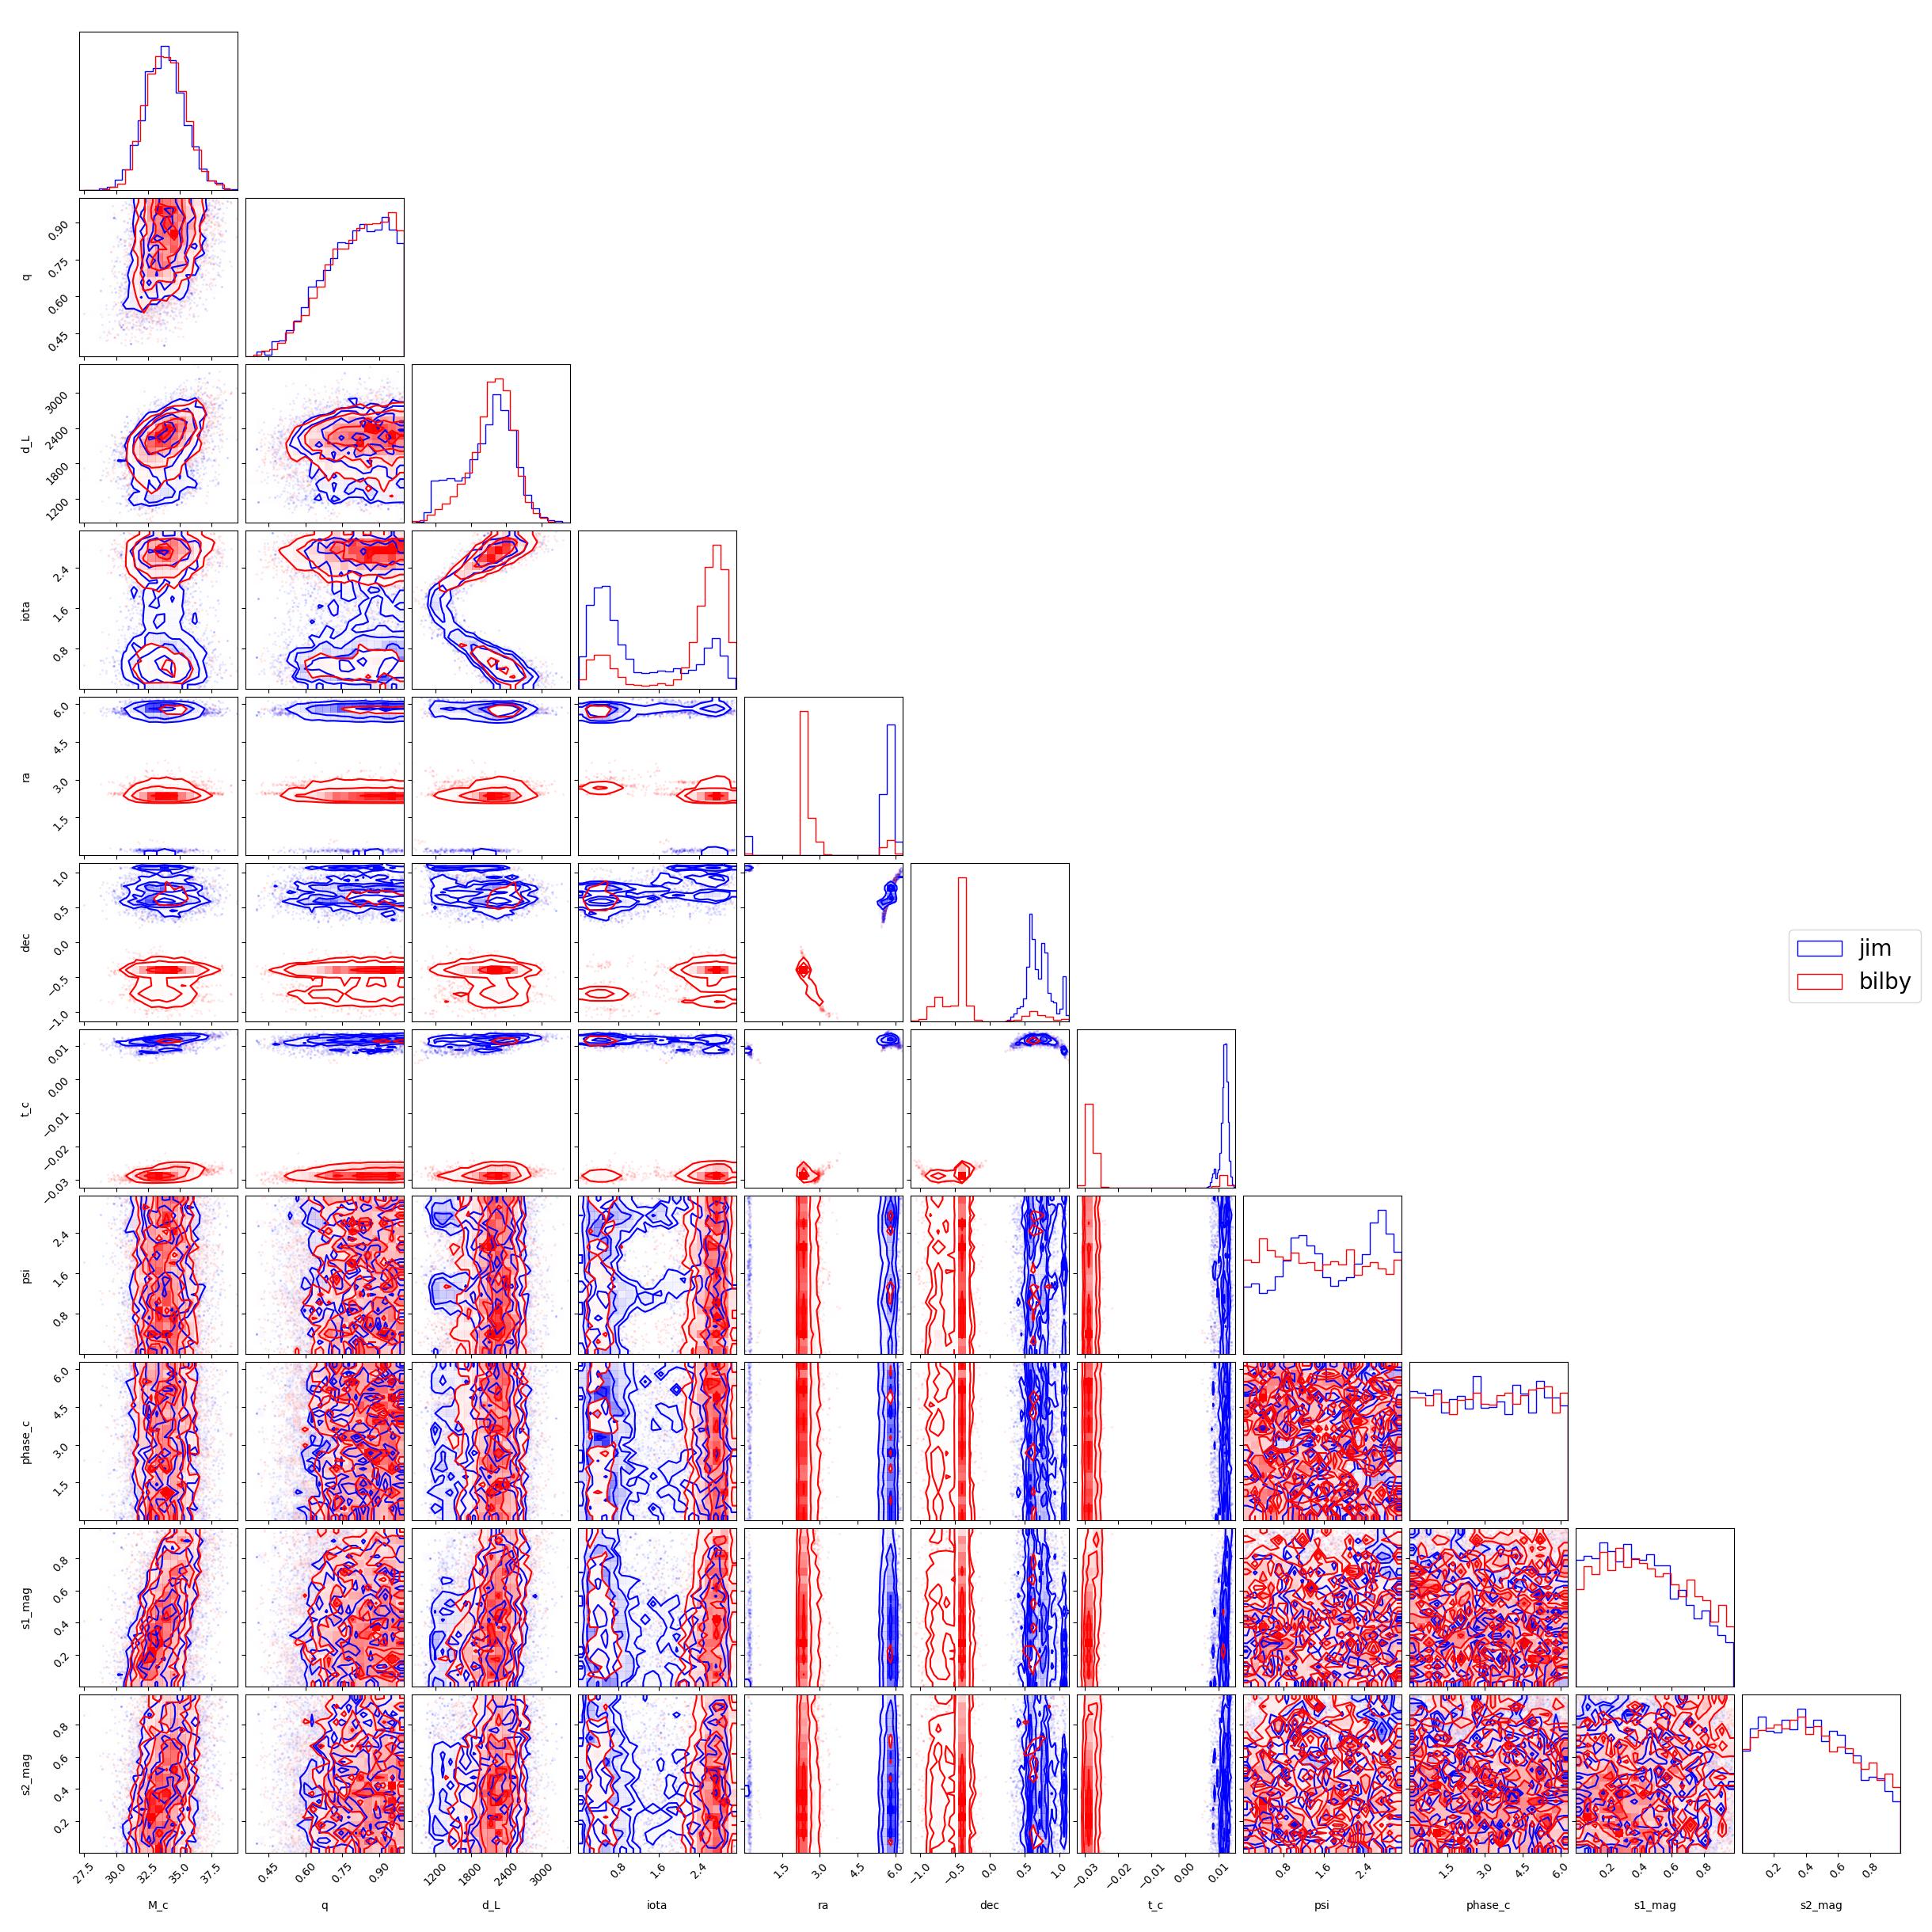 q
0.90
0.75
0.60
0.45
d_L
3000
2400
1800
1200
iota
2.4
1.6
0.8
ra
6.0
4.5
3.0
1.5
dec
1.0
0.5
0.0
−0.5
−1.0
jim
bilby
t_c
0.01
0.00
−0.01
−0.02
−0.03
psi
2.4
1.6
0.8
phase_c
6.0
4.5
3.0
1.5
s1_mag
0.8
0.6
0.4
0.2
s2_mag
0.8
0.6
0.4
0.2
27.5 30.0 32.5 35.0 37.5
0.45 0.60 0.75 0.90
1200 1800 2400 3000
0.8 1.6 2.4
1.5 3.0 4.5 6.0
−1.0 −0.5 0.0 0.5 1.0
−0.03 −0.02 −0.01 0.00 0.01
0.8 1.6 2.4
1.5 3.0 4.5 6.0
0.2 0.4 0.6 0.8
0.2 0.4 0.6 0.8
M_c q d_L iota ra dec t_c psi phase_c s1_mag s2_mag